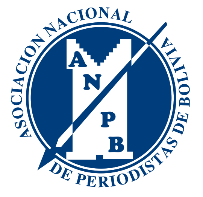 ASOCIACION NACIONAL
DE PERIODISTAS DE BOLIVIA
A
N
P
B